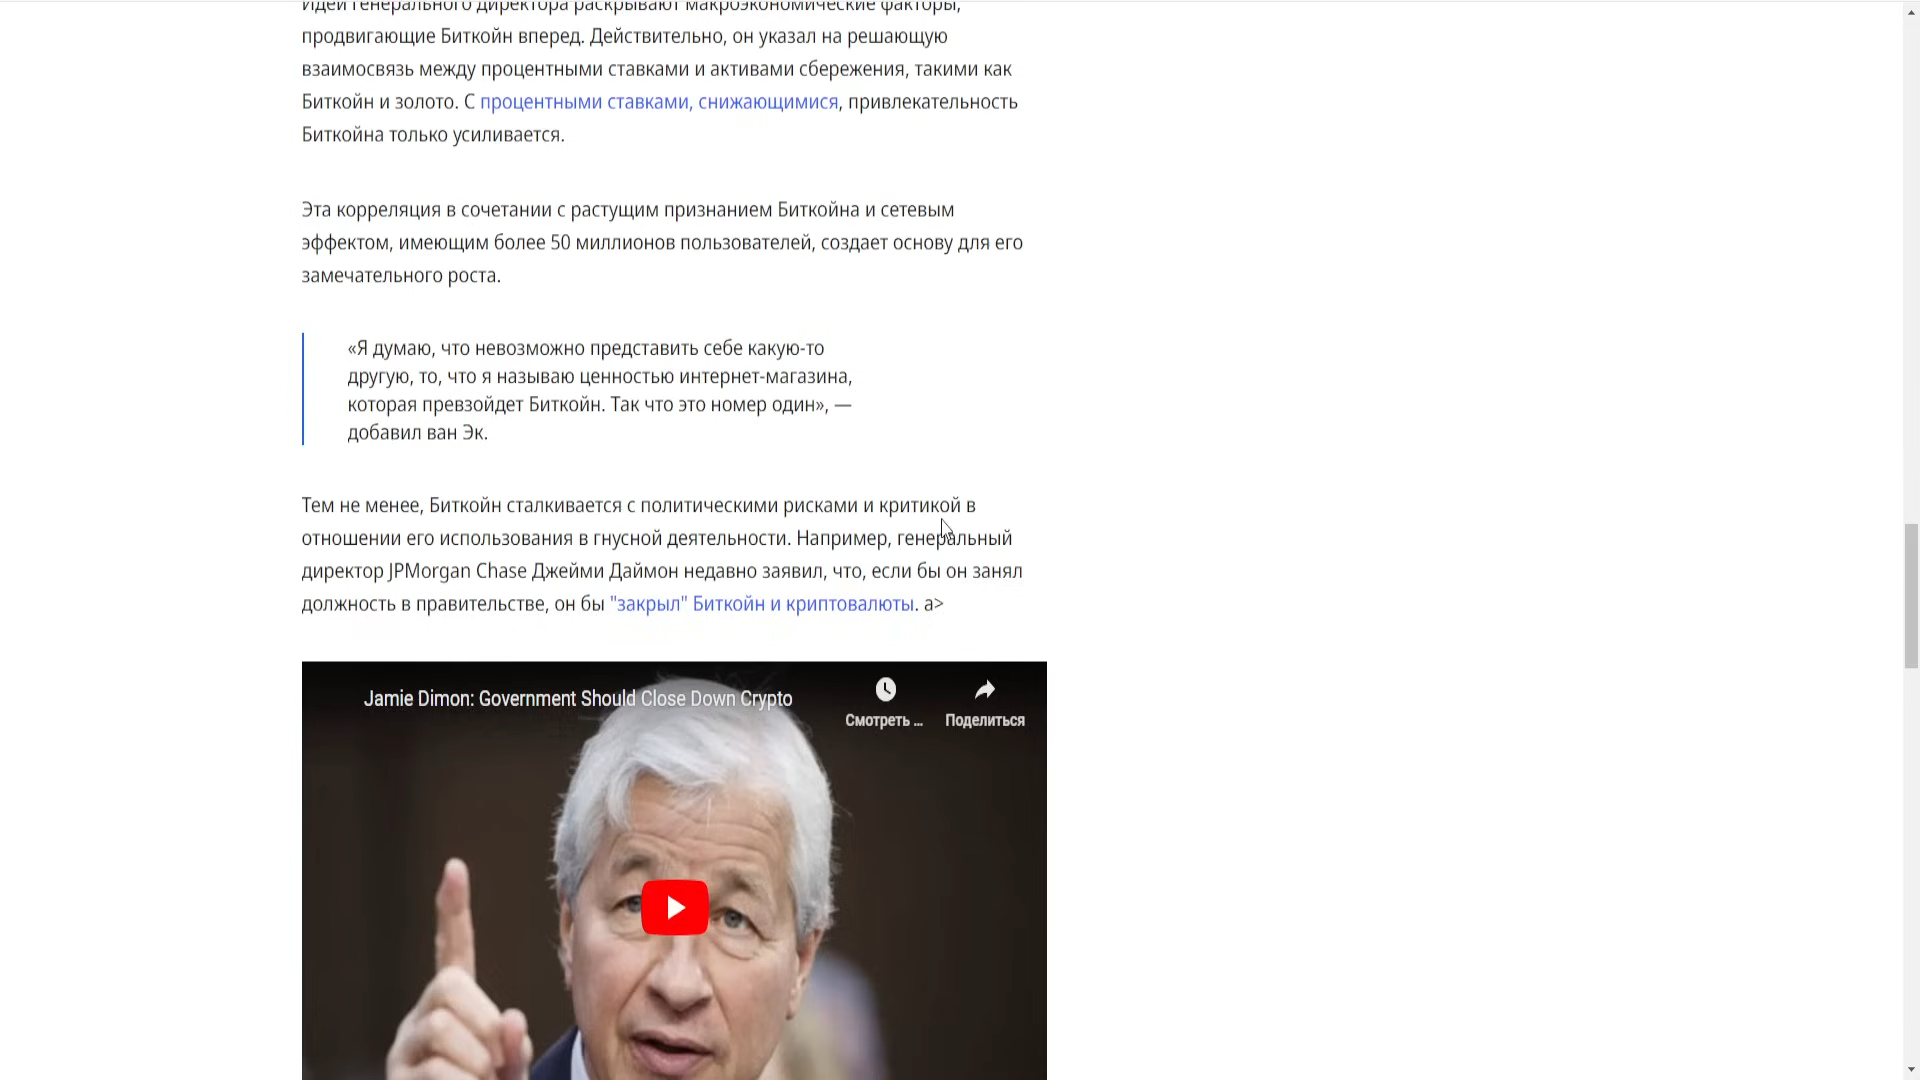 Идеи генерального директора раскрывают макроэкономические факторы,
продвигающие Биткойн вперед. Действительно, он указал на решающую
взаимосвязь между процентными ставками и активами сбережения, такими как
Биткойн и золото. С процентными ставками, снижающимися, привлекательность
Биткойна только усиливается.
Эта корреляция в сочетании с растущим признанием Биткойна и сетевым
эффектом, имеющим более 50 миллионов пользователей, создает основу для его
замечательного роста.
«Я думаю, что невозможно представить себе какую-то
другую, то, что я называю ценностью интернет-магазина,
которая превзойдет Биткойн. Так что это номер один», —
добавил ван Эк.
Тем не менее, Биткойн сталкивается с политическими рисками и критикой в
отношении его использования в гнусной деятельности. Например, генеральный
директор JPMorgan Chase Джейми Даймон недавно заявил, что, если бы он занял
должность в правительстве, он бы "закрыл" Биткойн и криптовалюты. a>
Jamie Dimon: Government Should Close Down Crypto
Смотреть ...
Поделиться